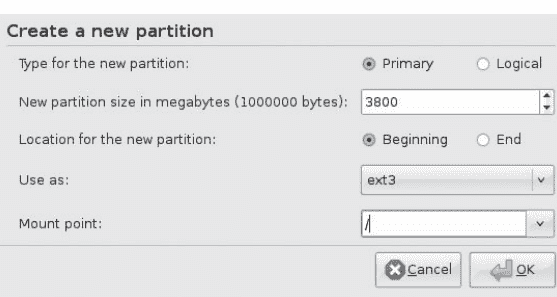 Create a new partition
Type for the new partition: Primary Logical
New partition size in megabytes (1000000 bytes): 3800
Location for the new partition: Beginning End
Use as: ext3
Mount point: /
Cancel OK